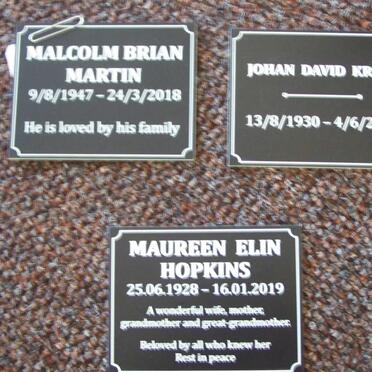 MALCOLM BRIAN
MARTIN
9/8/1947 – 24/3/2018
He is loved by his family
JOHAN DAVID
13/8/1930 – 4/6/
MAUREEN ELIN
HOPKINS
25.06.1928 – 16.01.2019
A wonderful wife, mother,
grandmother and great-grandmother.
Beloved by all who knew her
Rest in peace